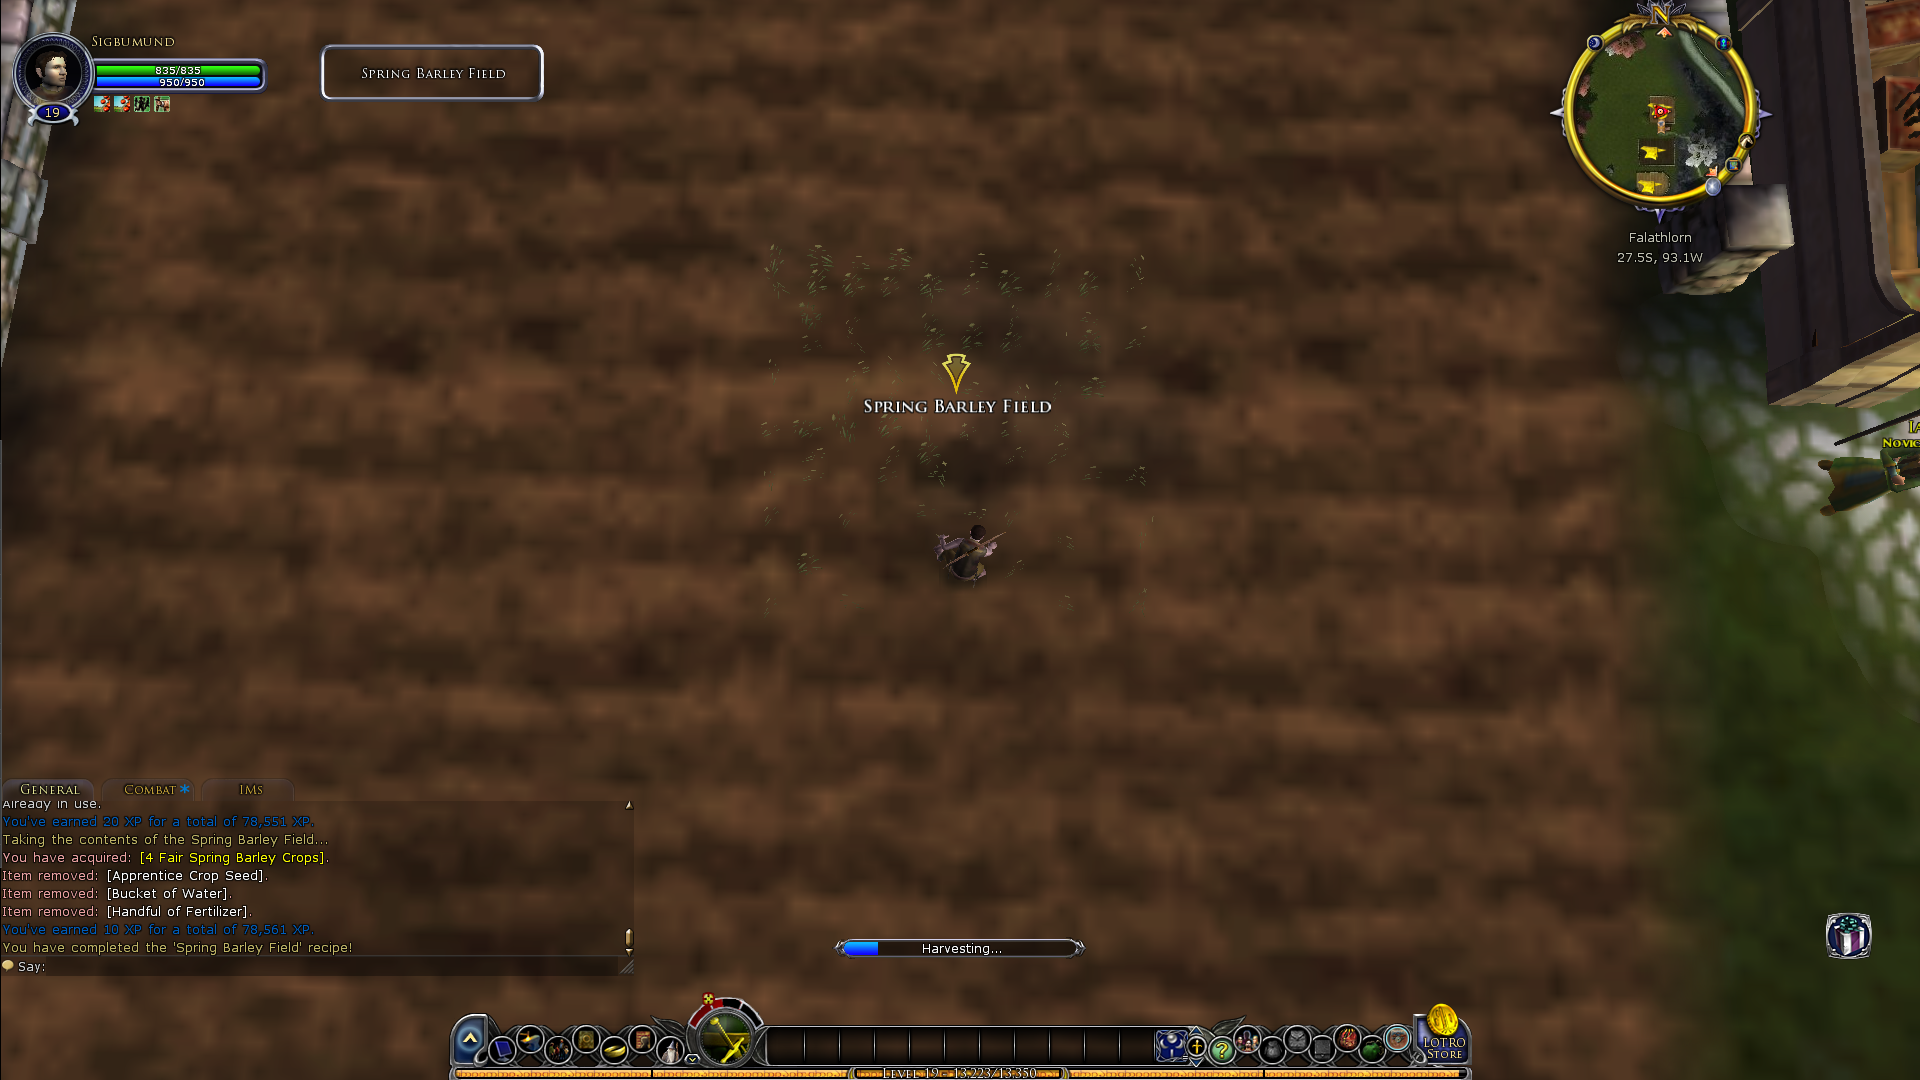 Sigbumund
835/835
950/950
19
Spring Barley Field
N
Falathlorn
27.5S, 93.1W
Spring Barley Field
General
Combat
IMs
Already in use.
You've earned 20 XP for a total of 78,551 XP.
Taking the contents of the Spring Barley Field...
You have acquired: [4 Fair Spring Barley Crops].
Item removed: [Apprentice Crop Seed].
Item removed: [Bucket of Water].
Item removed: [Handful of Fertilizer].
You've earned 10 XP for a total of 78,561 XP.
You have completed the 'Spring Barley Field' recipe!
Say:
Harvesting...
LOTRO
Store
Level 19 - 13,223/13,350